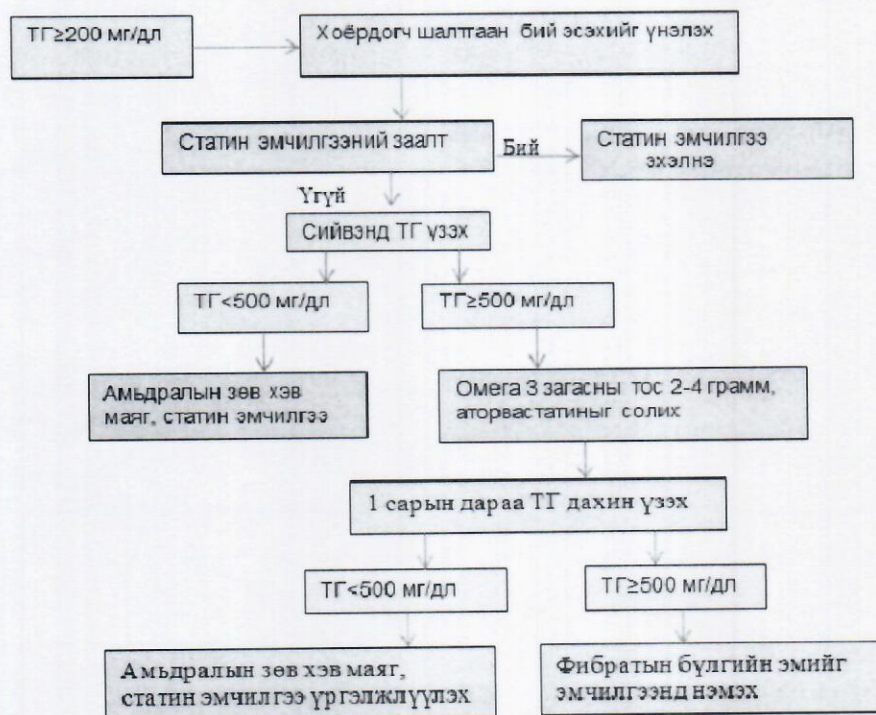 ТГ≥200 мг/дл
Хоёрдогч шалтгаан бий эсэхийг үнэлэх
Статин эмчилгээний заалт
Бий
Статин эмчилгээ
эхэлнэ
Үгүй
Сийвэнд ТГ үзэх
ТГ<500 мг/дл
ТГ≥500 мг/дл
Амьдралын зөв хэв
маяг, статин эмчилгээ
Омега 3 загасны тос 2-4 грамм,
аторвастатиныг солих
1 сарын дараа ТГ дахин үзэх
ТГ<500 мг/дл
ТГ≥500 мг/дл
Амьдралын зөв хэв маяг,
статин эмчилгээ үргэлжлүүлэх
Фибратын бүлгийн эмийг
эмчилгээнд нэмэх